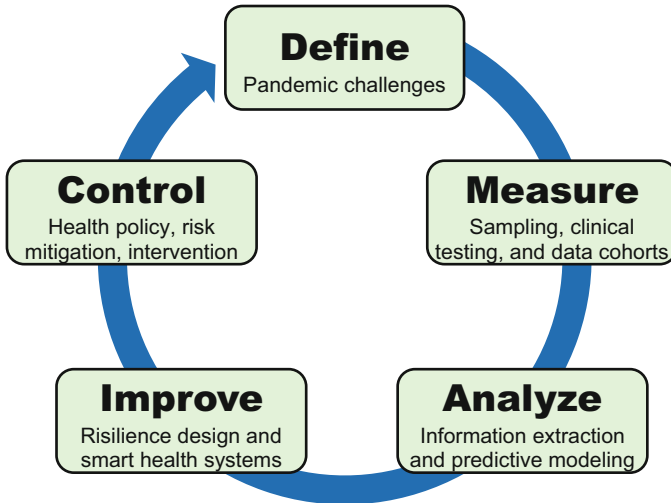 Define
Pandemic challenges
Measure
Sampling, clinical
testing, and data cohorts
Analyze
Information extraction
and predictive modeling
Improve
Risilience design and
smart health systems
Control
Health policy, risk
mitigation, intervention